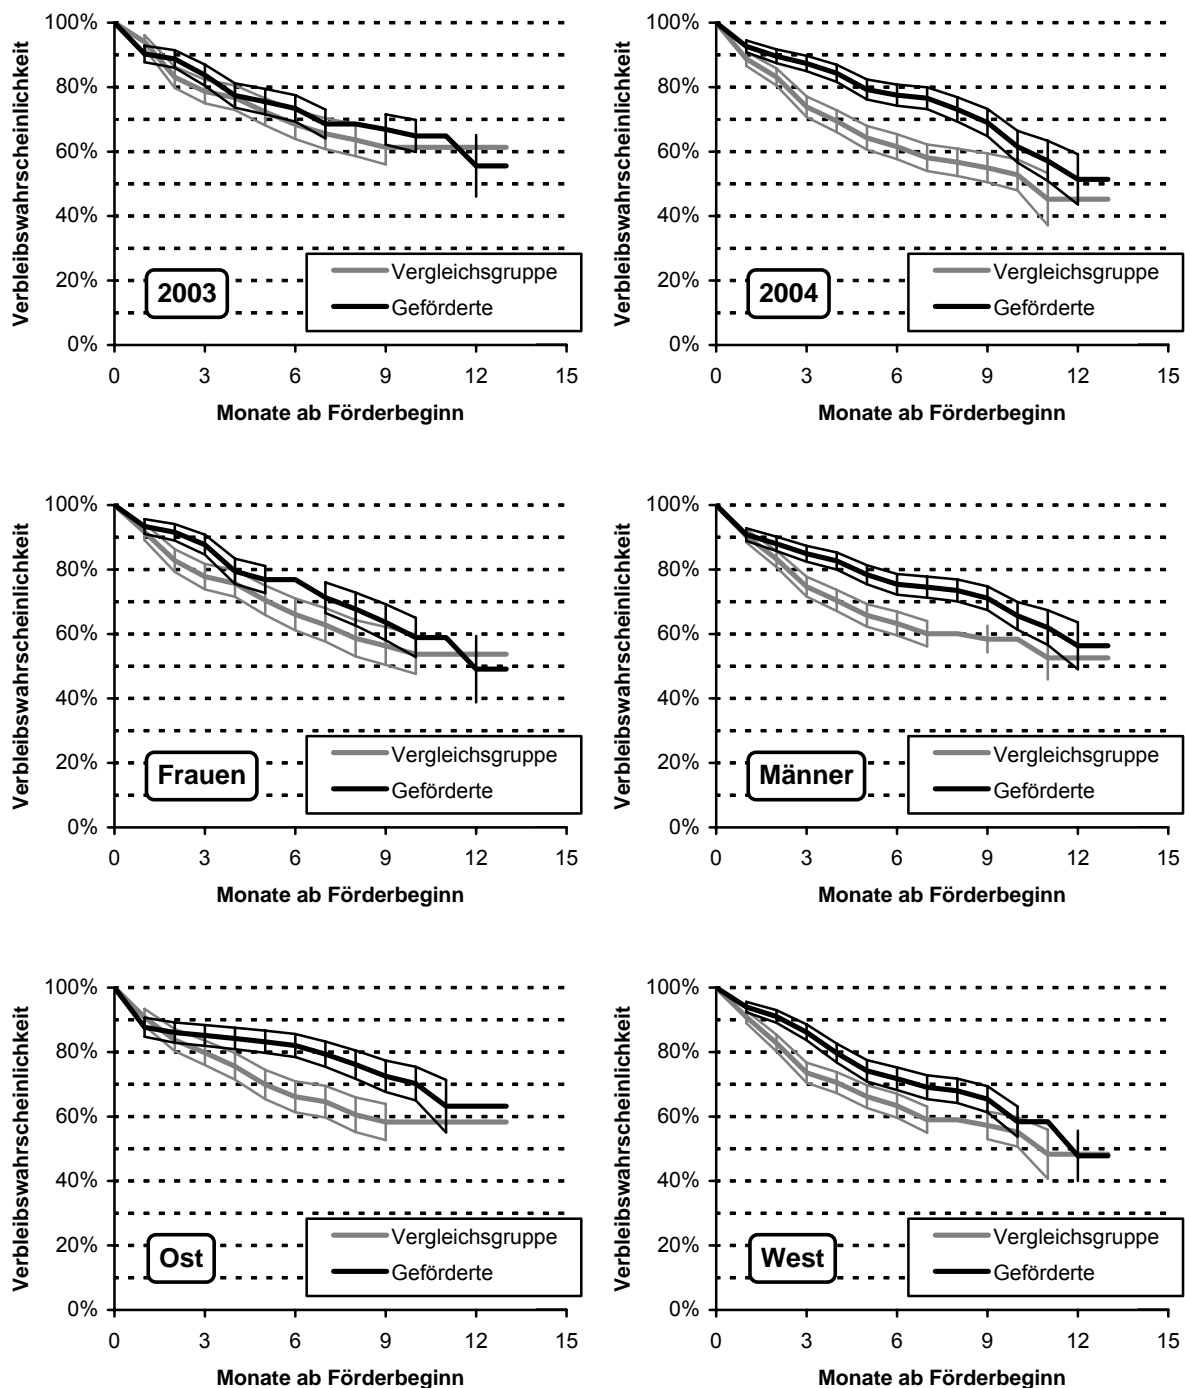 Verbleibswahrscheinlichkeit
100%
80%
60%
40%
20%
0%
2003
Vergleichsgruppe
Geförderte
0 3 6 9 12 15
Monate ab Förderbeginn
Verbleibswahrscheinlichkeit
100%
80%
60%
40%
20%
0%
2004
Vergleichsgruppe
Geförderte
0 3 6 9 12 15
Monate ab Förderbeginn
Verbleibswahrscheinlichkeit
100%
80%
60%
40%
20%
0%
Frauen
Vergleichsgruppe
Geförderte
0 3 6 9 12 15
Monate ab Förderbeginn
Verbleibswahrscheinlichkeit
100%
80%
60%
40%
20%
0%
Männer
Vergleichsgruppe
Geförderte
0 3 6 9 12 15
Monate ab Förderbeginn
Verbleibswahrscheinlichkeit
100%
80%
60%
40%
20%
0%
Ost
Vergleichsgruppe
Geförderte
0 3 6 9 12 15
Monate ab Förderbeginn
Verbleibswahrscheinlichkeit
100%
80%
60%
40%
20%
0%
West
Vergleichsgruppe
Geförderte
0 3 6 9 12 15
Monate ab Förderbeginn